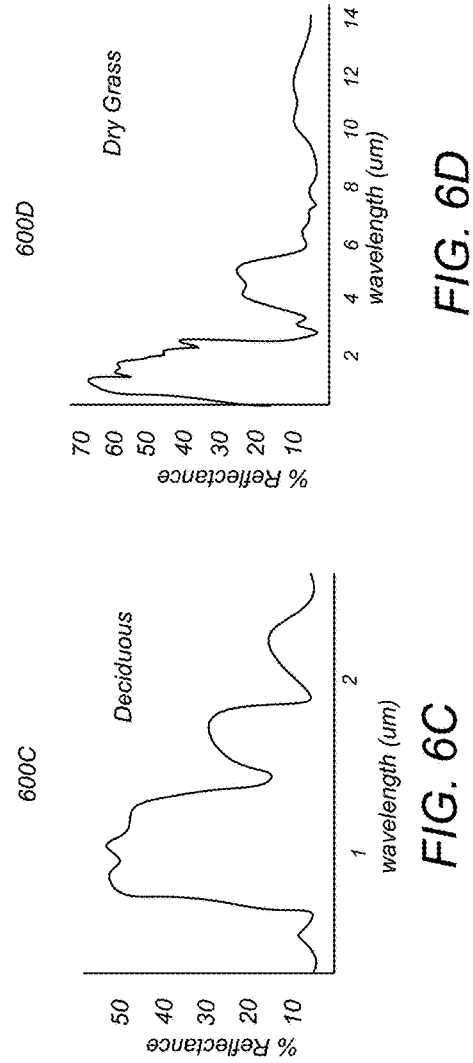 600C
Deciduous
% Reflectance
50
40
30
20
10
1
2
wavelength (um)
FIG. 6C
600D
Dry Grass
% Reflectance
70
60
50
40
30
20
10
2
4
6
8
10
12
14
wavelength (um)
FIG. 6D